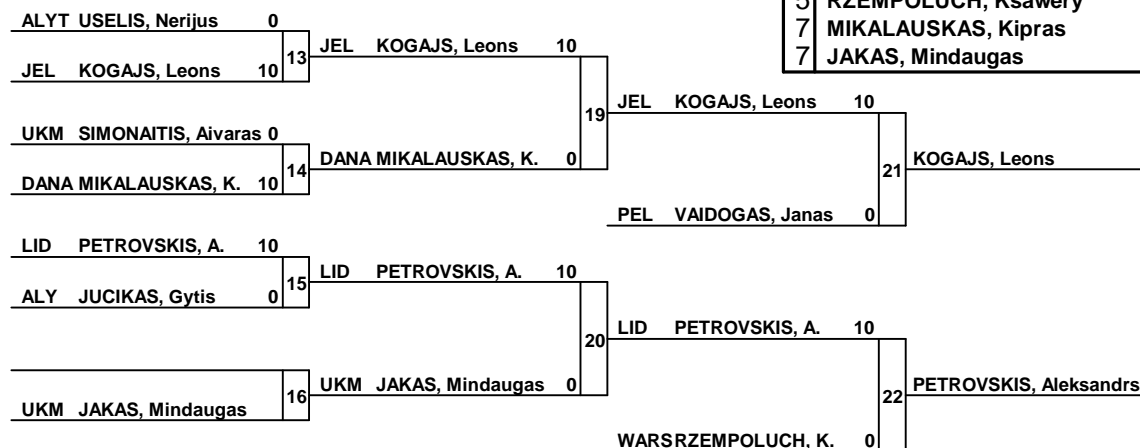 5 RZEMPOLUCH, Ksawery
7 MIKALAUSKAS, Kipras
7 JAKAS, Mindaugas
ALYT USELIS, Nerijus 0
13
JEL KOGAJS, Leons 10
JEL KOGAJS, Leons 10
19
JEL KOGAJS, Leons 10
UKM SIMONAITIS, Aivaras 0
14
DANA MIKALAUSKAS, K. 0
DANA MIKALAUSKAS, K. 10
21
KOGAJS, Leons
PEL VAIDOGAS, Janas 0
LID PETROVSKIS, A. 10
15
LID PETROVSKIS, A. 10
ALY JUCIKAS, Gytis 0
20
LID PETROVSKIS, A. 10
16
UKM JAKAS, Mindaugas 0
UKM JAKAS, Mindaugas
22
PETROVSKIS, Aleksandrs
WARS RZEMPOLUCH, K. 0